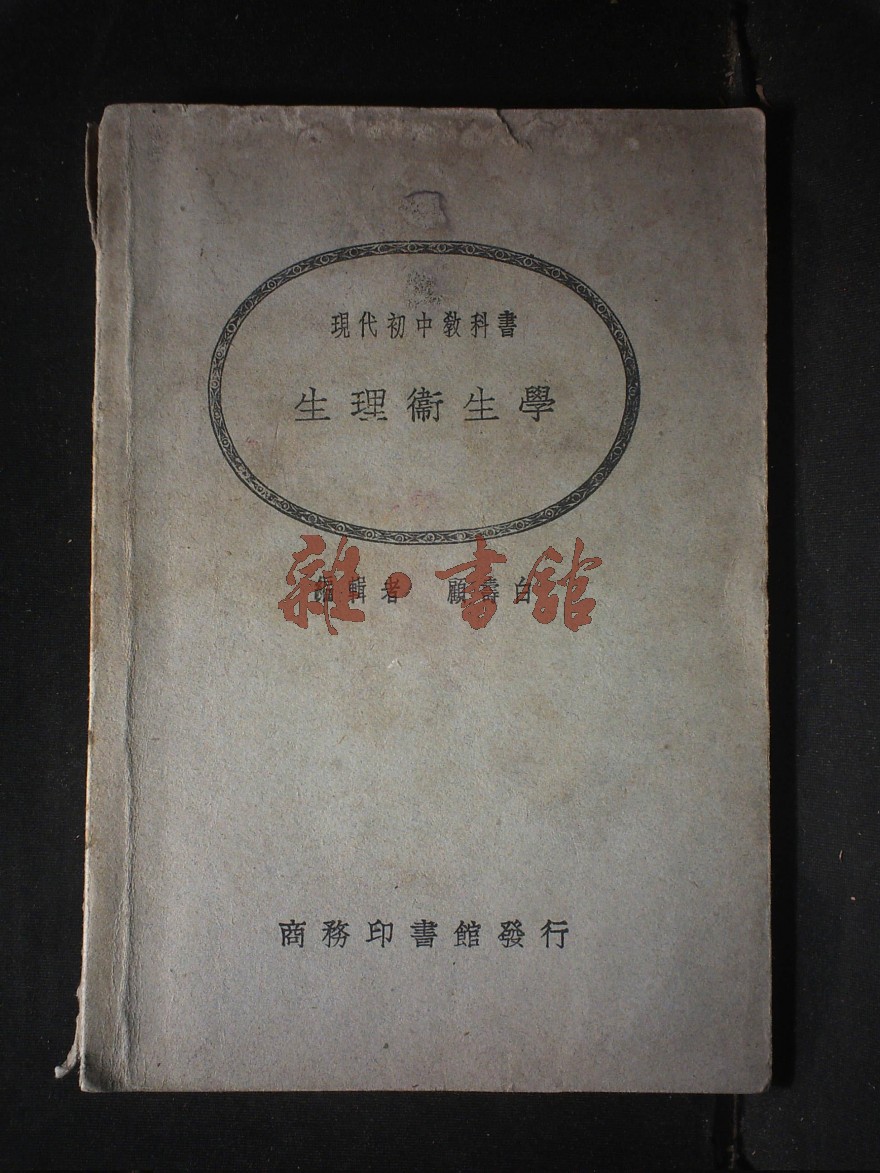 現代初中教科書
生理衞生學
編輯者 顧壽白
雜·書館
商務印書館發行